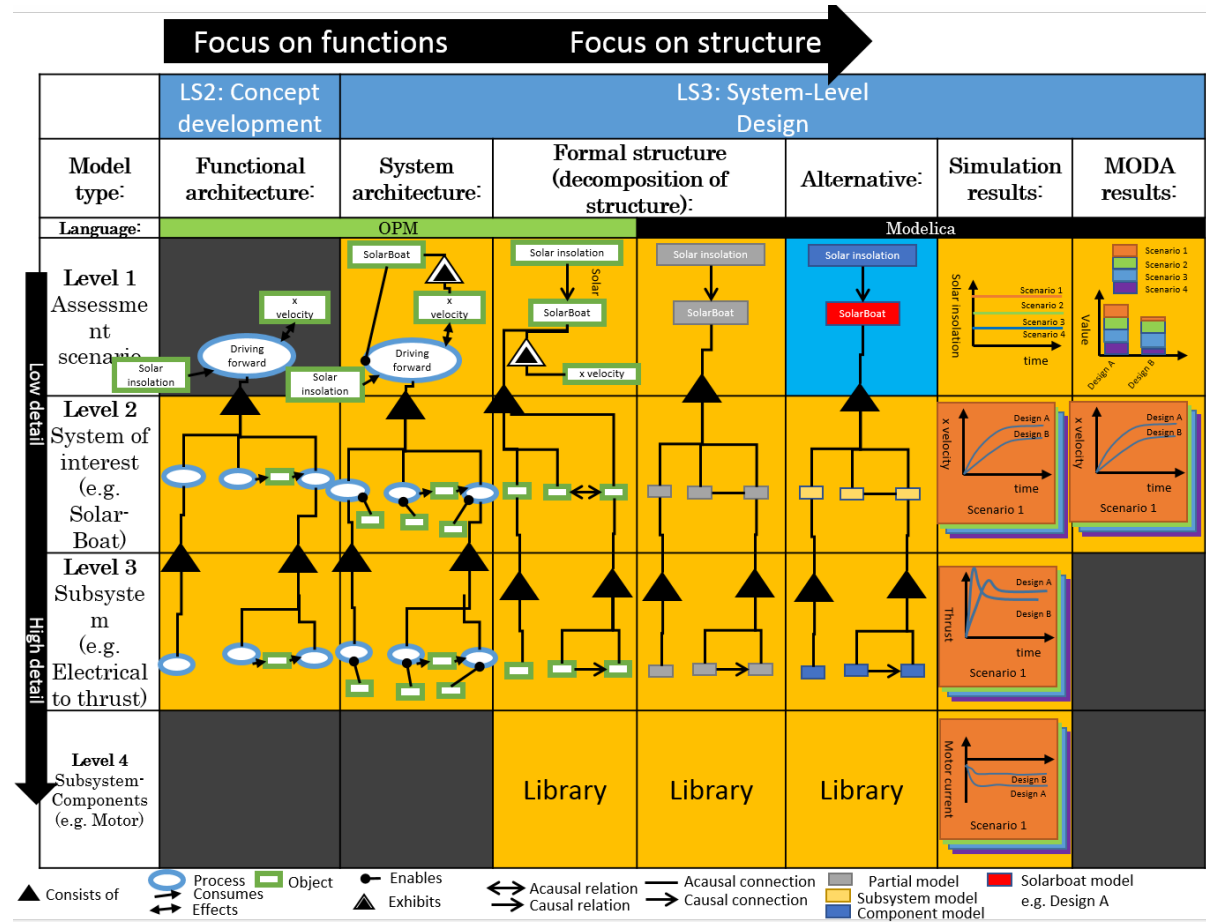 Focus on functions
Focus on structure
LS2: Concept
development
LS3: System-Level
Design
Model
type:
Functional
architecture:
System
architecture:
Formal structure
(decomposition of
structure):
Alternative:
Simulation
results:
MODA
results:
Language:
OPM
Modelica
Low detail
High detail
Level 1
Assessme
nt
scenario
Solar
insolation
Driving
forward
x
velocity
SolarBoat
x
velocity
Driving
forward
Solar
insolation
Solar insolation
Solar
SolarBoat
x velocity
Solar insolation
SolarBoat
Solar insolation
SolarBoat
Solar insolation
Scenario 1
Scenario 2
Scenario 3
Scenario 4
time
Scenario 1
Scenario 2
Scenario 3
Scenario 4
Value
Design A
Design B
Level 2
System of
interest
(e.g.
Solar-
Boat)
x velocity
Design A
Design B
time
Scenario 1
x velocity
Design A
Design B
time
Scenario 1
Level 3
Subsyste
m
(e.g.
Electrical
to thrust)
Thrust
Design A
Design B
time
Scenario 1
Level 4
Subsystem-
Components
(e.g. Motor)
Library
Library
Library
Motor current
time
Design B
Design A
Scenario 1
Consists of
Process
Consumes
Effects
Object
Enables
Exhibits
Acausal relation
Causal relation
Acausal connection
Causal connection
Partial model
Subsystem model
Component model
Solarboat model
e.g. Design A